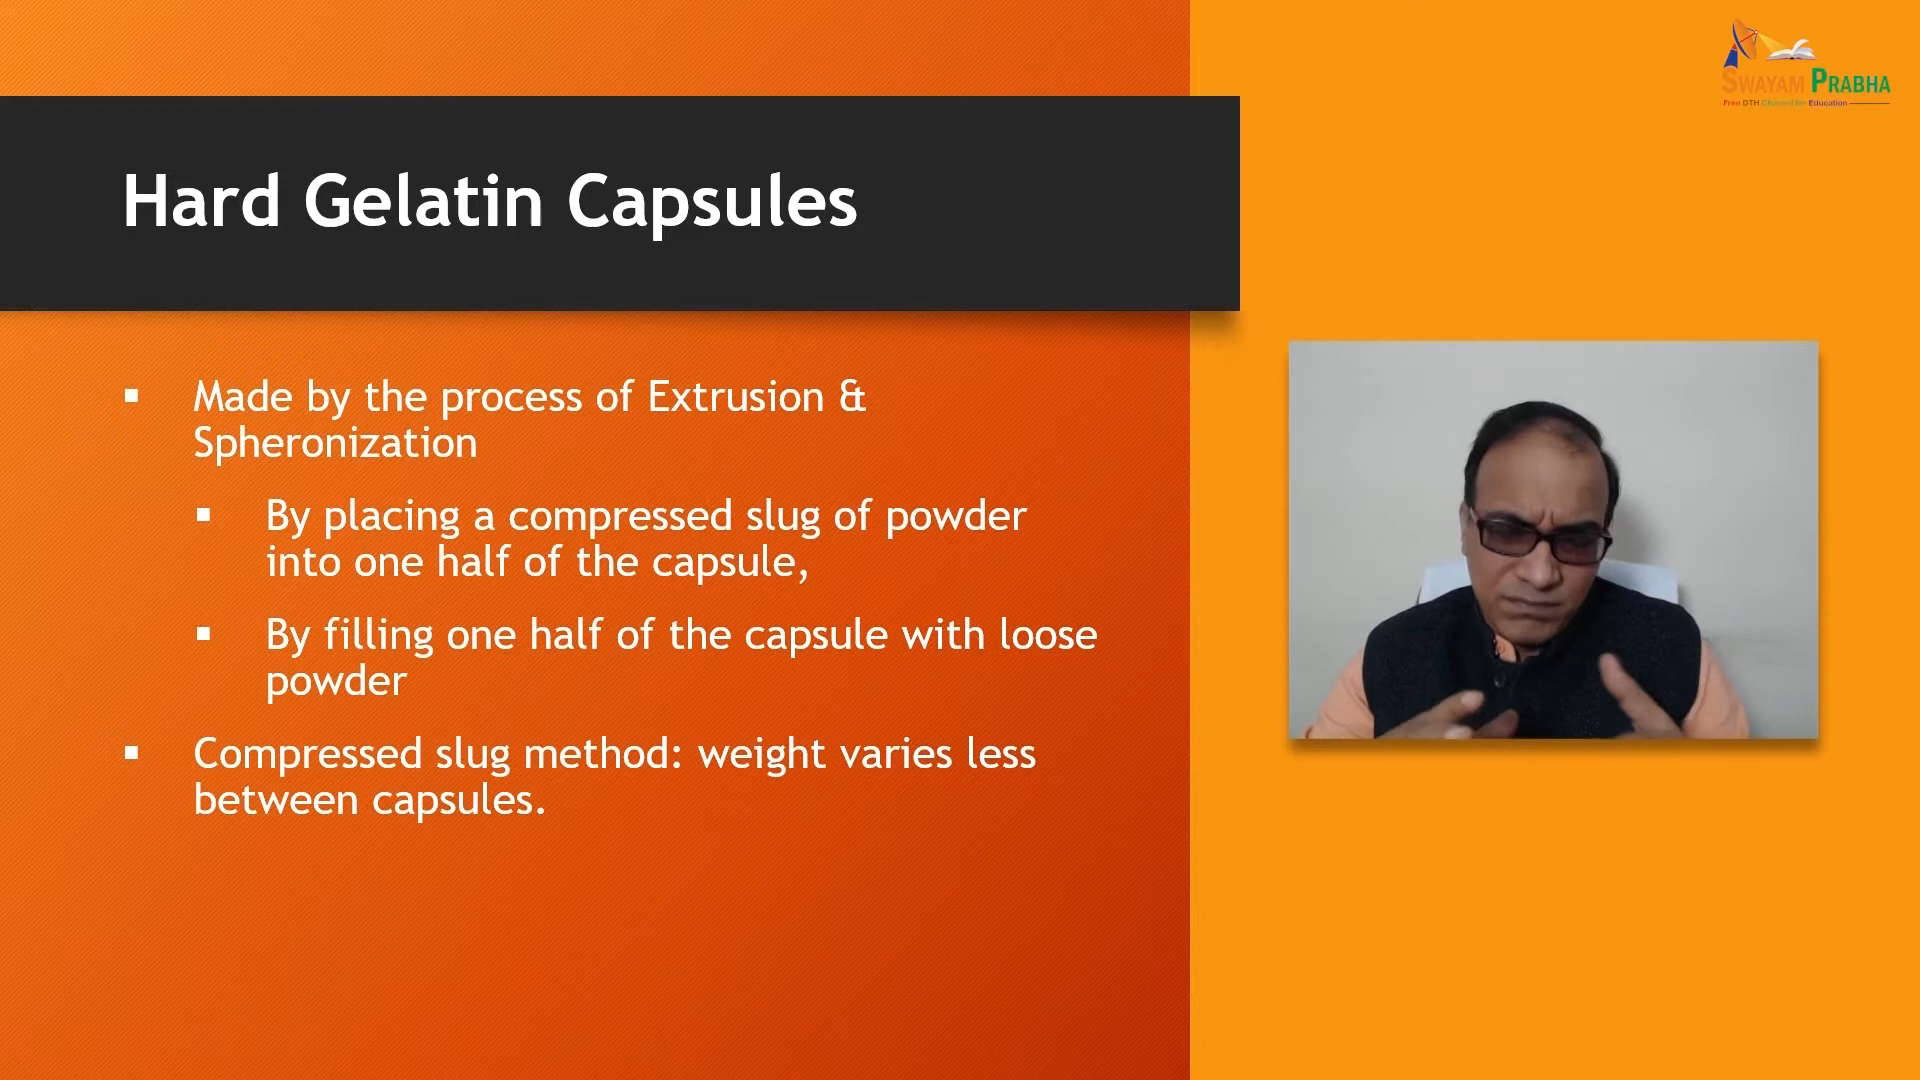 SWAYAM PRABHA
Free DTH Channel for Education
Hard Gelatin Capsules
▪ Made by the process of Extrusion &
Spheronization
▪ By placing a compressed slug of powder
into one half of the capsule,
▪ By filling one half of the capsule with loose
powder
▪ Compressed slug method: weight varies less
between capsules.